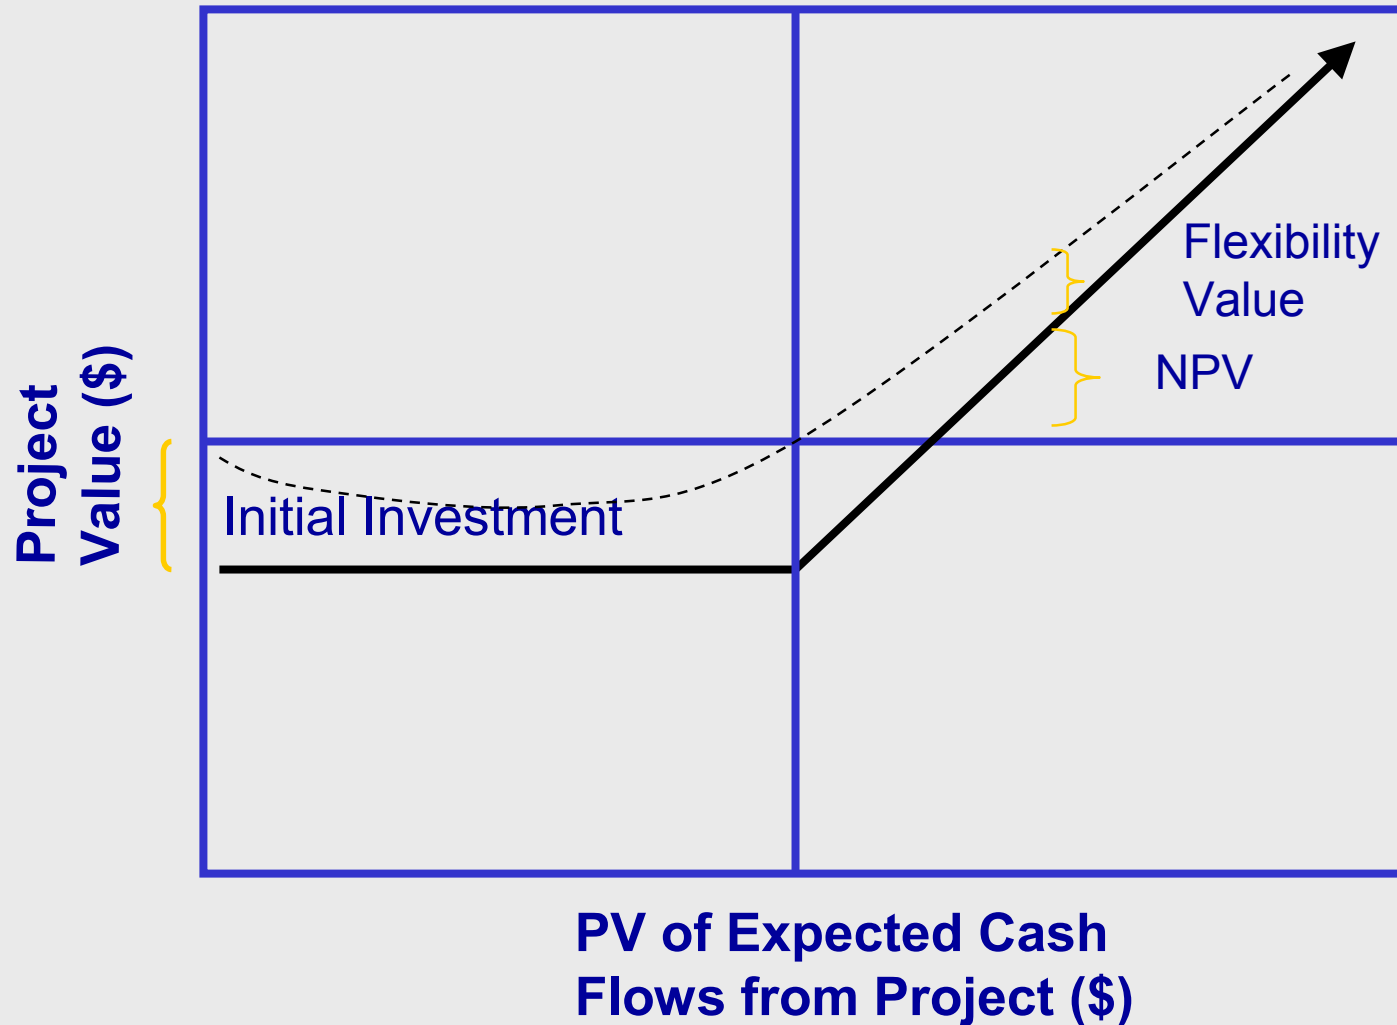 Project
Value ($)
Initial Investment
Flexibility
Value
NPV
PV of Expected Cash
Flows from Project ($)